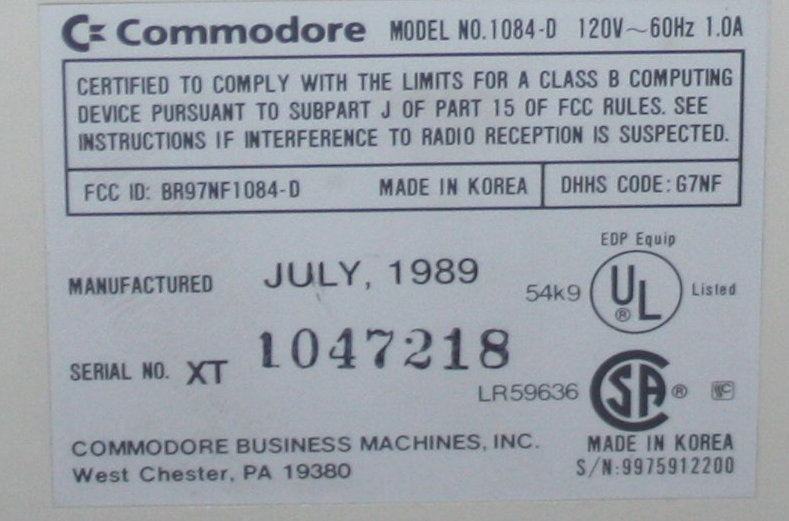 C= Commodore MODEL NO.1084-D 120V~60Hz 1.0A
CERTIFIED TO COMPLY WITH THE LIMITS FOR A CLASS B COMPUTING
DEVICE PURSUANT TO SUBPART J OF PART 15 OF FCC RULES. SEE
INSTRUCTIONS IF INTERFERENCE TO RADIO RECEPTION IS SUSPECTED.
FCC ID: BR97NF1084-D MADE IN KOREA DHHS CODE: G7NF
EDP Equip
MANUFACTURED JULY, 1989
54k9 UL ® Listed
SERIAL NO. XT 1047218
LR59636 SA ®
COMMODORE BUSINESS MACHINES, INC. MADE IN KOREA
West Chester, PA 19380 S/N:9975912200